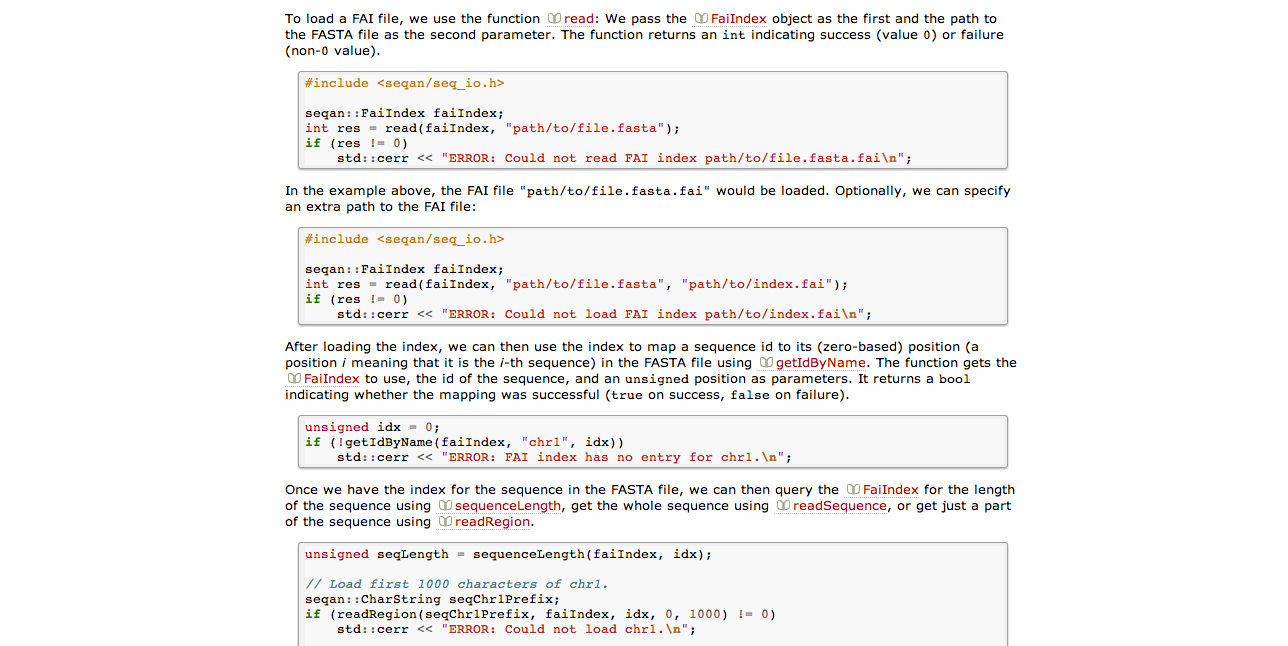 To load a FAI file, we use the function read: We pass the FaiIndex object as the first and the path to
the FASTA file as the second parameter. The function returns an int indicating success (value 0) or failure
(non-0 value).
#include <seqan/seq_io.h>
seqan::FaiIndex faiIndex;
int res = read(faiIndex, "path/to/file.fasta");
if (res != 0)
    std::cerr << "ERROR: Could not read FAI index path/to/file.fasta.fai\n";
In the example above, the FAI file "path/to/file.fasta.fai" would be loaded. Optionally, we can specify
an extra path to the FAI file:
#include <seqan/seq_io.h>
seqan::FaiIndex faiIndex;
int res = read(faiIndex, "path/to/file.fasta", "path/to/index.fai");
if (res != 0)
    std::cerr << "ERROR: Could not load FAI index path/to/index.fai\n";
After loading the index, we can then use the index to map a sequence id to its (zero-based) position (a
position i meaning that it is the i-th sequence) in the FASTA file using getIdByName. The function gets the
FaiIndex to use, the id of the sequence, and an unsigned position as parameters. It returns a bool
indicating whether the mapping was successful (true on success, false on failure).
unsigned idx = 0;
if (!getIdByName(faiIndex, "chr1", idx))
    std::cerr << "ERROR: FAI index has no entry for chr1.\n";
Once we have the index for the sequence in the FASTA file, we can then query the FaiIndex for the length
of the sequence using sequenceLength, get the whole sequence using readSequence, or get just a part
of the sequence using readRegion.
unsigned seqLength = sequenceLength(faiIndex, idx);
// Load first 1000 characters of chr1.
seqan::CharString seqChr1Prefix;
if (readRegion(seqChr1Prefix, faiIndex, idx, 0, 1000) != 0)
    std::cerr << "ERROR: Could not load chr1.\n";